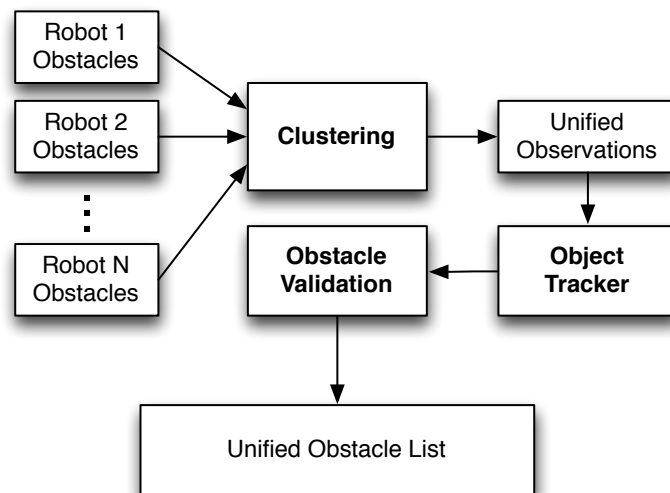 Robot 1
Obstacles
Robot 2
Obstacles
Robot N
Obstacles
Clustering
Unified
Observations
Obstacle
Validation
Object
Tracker
Unified Obstacle List